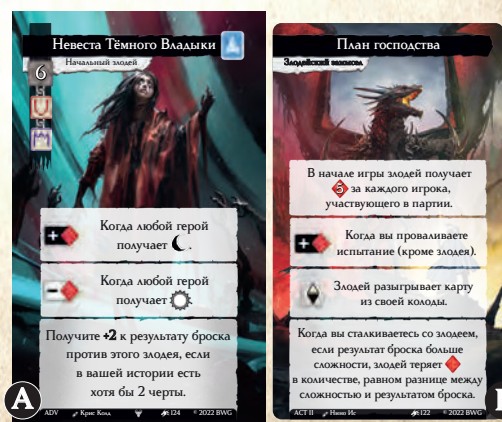 Невеста Тёмного Владыки
Начальный злодей
6
Когда любой герой
получает
Когда любой герой
получает
Получите +2 к результату броска
против этого злодея, если
в вашей истории есть
хотя бы 2 черты.
A
ADV Крис Колд 124 © 2022 BWG
План господства
Злодейский замысел
В начале игры злодей получает
5 за каждого игрока,
участвующего в партии.
Когда вы проваливаете
испытание (кроме злодея).
Злодей разыгрывает карту
из своей колоды.
Когда вы сталкиваетесь со злодеем,
если результат броска больше
сложности, злодей теряет
в количестве, равном разнице между
сложностью и результатом броска.
ACT II Нино Ис 122 © 2022 BWG